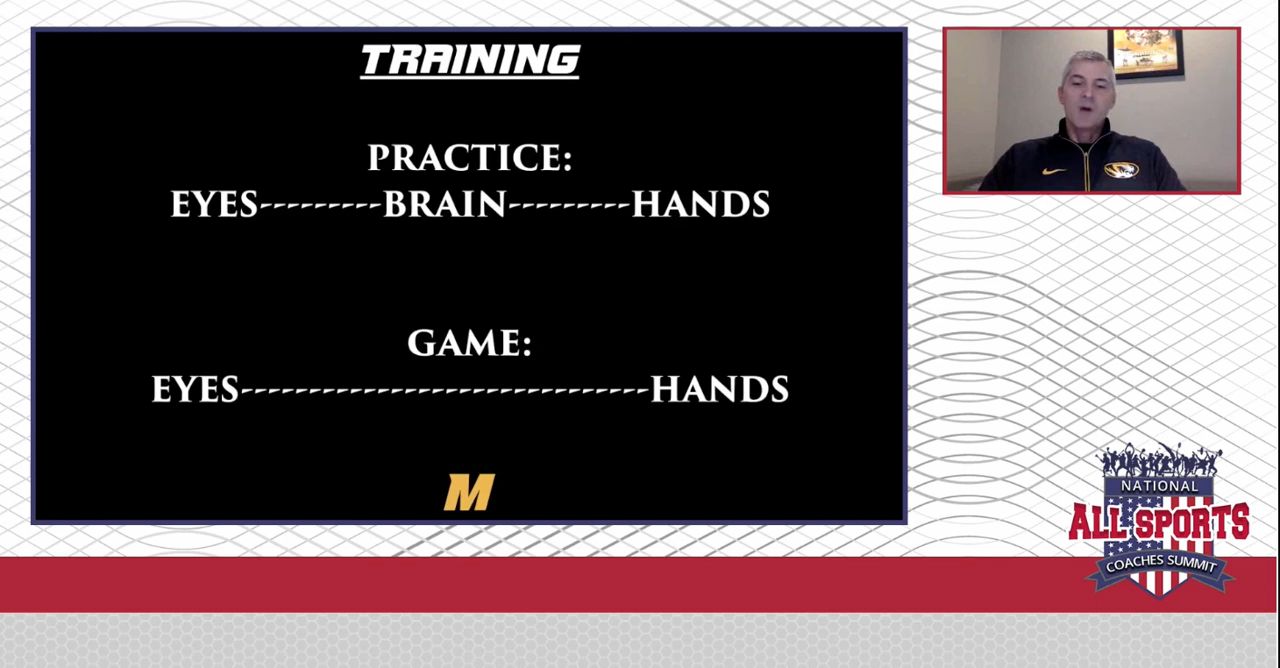 TRAINING
PRACTICE:
EYES---------BRAIN---------HANDS
GAME:
EYES------------------------------HANDS
M
NATIONAL
ALL SPORTS
COACHES SUMMIT